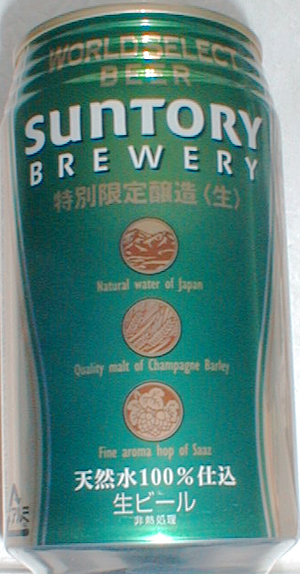 WORLD SELECT
BEER
SUNTORY
BREWERY
特別限定醸造〈生〉
Natural water of Japan
Quality malt of Champagne Barley
Fine aroma hop of Saaz
天然水100%仕込
生ビール
非熱処理